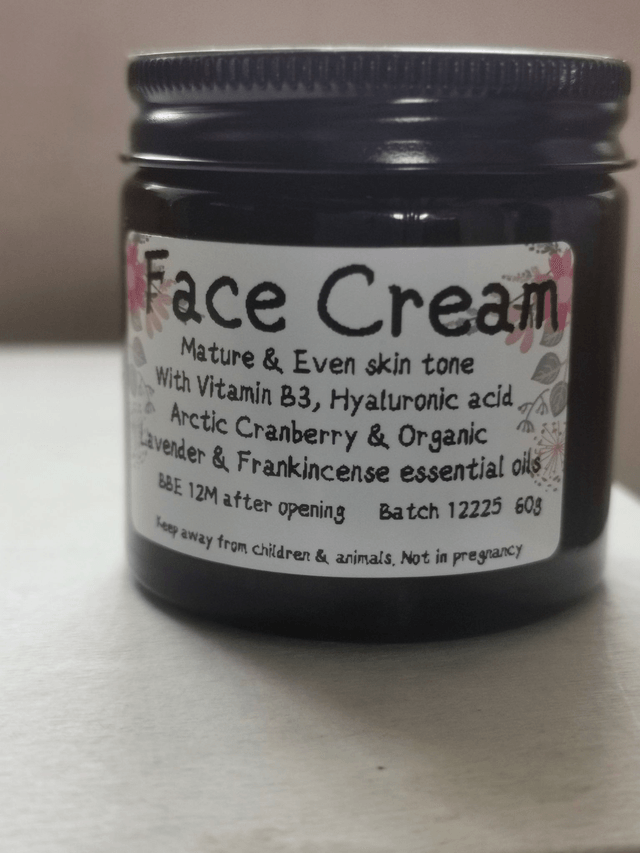 Face Cream
Mature & Even skin tone
With Vitamin B3, Hyaluronic acid
Arctic Cranberry & Organic
Lavender & Frankincense essential oils
BBE 12M after opening Batch 12225 60g
Keep away from children & animals. Not in pregnancy